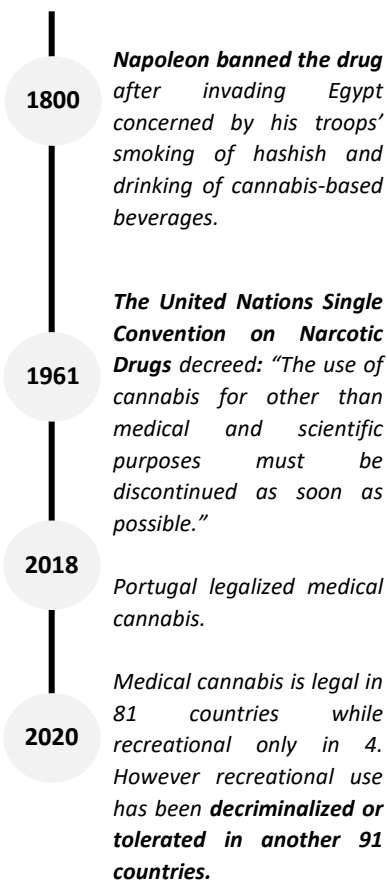 1800
Napoleon banned the drug
after invading Egypt
concerned by his troops’
smoking of hashish and
drinking of cannabis-based
beverages.
1961
The United Nations Single
Convention on Narcotic
Drugs decreed: “The use of
cannabis for other than
medical and scientific
purposes must be
discontinued as soon as
possible.”
2018
Portugal legalized medical
cannabis.
2020
Medical cannabis is legal in
81 countries while
recreational only in 4.
However recreational use
has been decriminalized or
tolerated in another 91
countries.